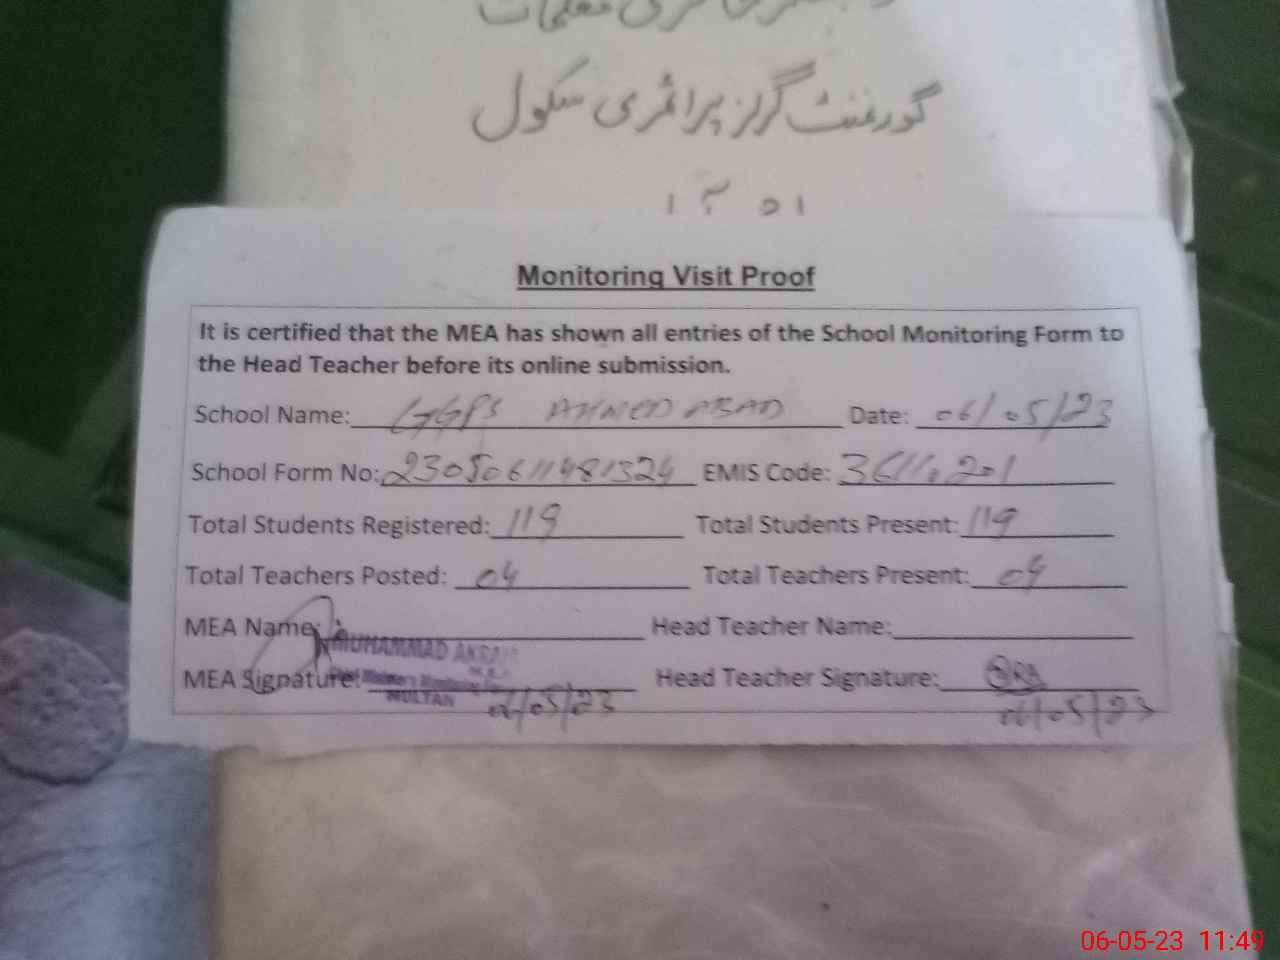 گورنمنٹ گرلز پرائمری سکول
Monitoring Visit Proof
It is certified that the MEA has shown all entries of the School Monitoring Form to
the Head Teacher before its online submission.
School Name: GGPS AHMED ABAD Date: 06/05/23
School Form No: 23050611481324 EMIS Code:
Total Students Registered: 119 Total Students Present: 119
Total Teachers Posted: 04 Total Teachers Present: 04
MEA Name: Head Teacher Name:
MUHAMMAD AKRAM
MEA Signature: Head Teacher Signature:
MULTAN 06/05/23 06/05/23
06-05-23 11:49